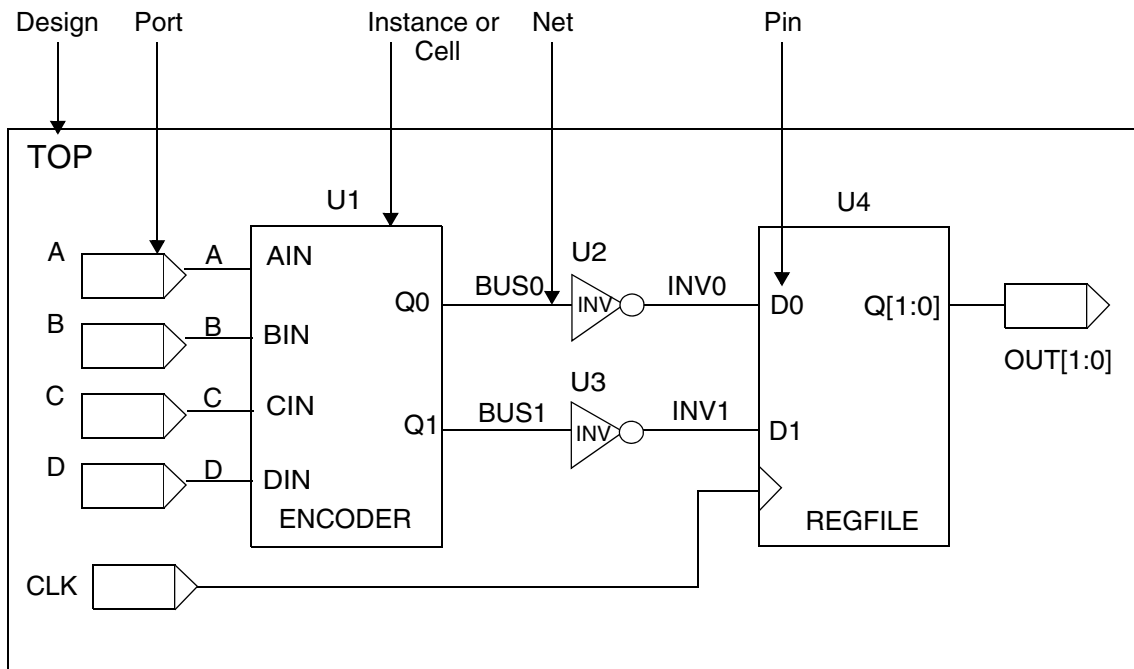 Design
Port
Instance or
Cell
Net
Pin
TOP
U1
U4
A
A
AIN
U2
Q0
BUS0
INV
INV0
D0
Q[1:0]
B
B
BIN
OUT[1:0]
C
C
CIN
U3
Q1
BUS1
INV
INV1
D1
D
D
DIN
ENCODER
REGFILE
CLK